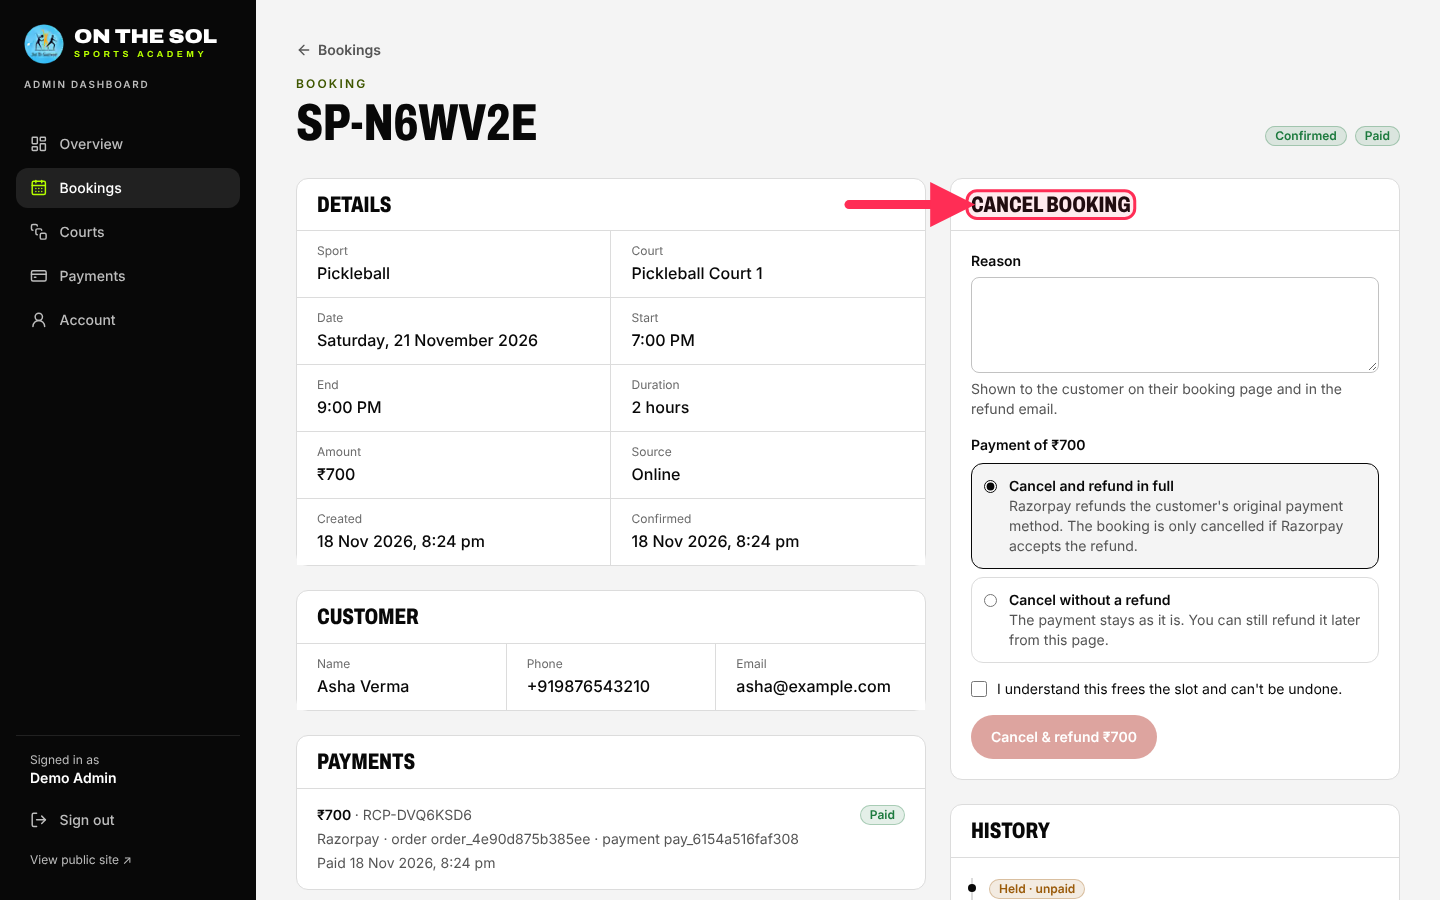 ON THE SOL
SPORTS ACADEMY
ADMIN DASHBOARD
Overview
Bookings
Courts
Payments
Account
Signed in as
Demo Admin
Sign out
View public site ↗
← Bookings
BOOKING
SP-N6WV2E
Confirmed
Paid
DETAILS
Sport
Pickleball
Court
Pickleball Court 1
Date
Saturday, 21 November 2026
Start
7:00 PM
End
9:00 PM
Duration
2 hours
Amount
₹700
Source
Online
Created
18 Nov 2026, 8:24 pm
Confirmed
18 Nov 2026, 8:24 pm
CUSTOMER
Name
Asha Verma
Phone
+919876543210
Email
asha@example.com
PAYMENTS
₹700 · RCP-DVQ6KSD6
Paid
Razorpay · order order_4e90d875b385ee · payment pay_6154a516faf308
Paid 18 Nov 2026, 8:24 pm
CANCEL BOOKING
Reason
Shown to the customer on their booking page and in the
refund email.
Payment of ₹700
Cancel and refund in full
Razorpay refunds the customer's original payment
method. The booking is only cancelled if Razorpay
accepts the refund.
Cancel without a refund
The payment stays as it is. You can still refund it later
from this page.
I understand this frees the slot and can't be undone.
Cancel & refund ₹700
HISTORY
Held · unpaid